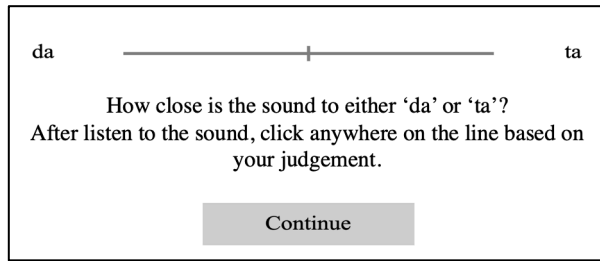 da ta
How close is the sound to either ‘da’ or ‘ta’?
After listen to the sound, click anywhere on the line based on
your judgement.
Continue